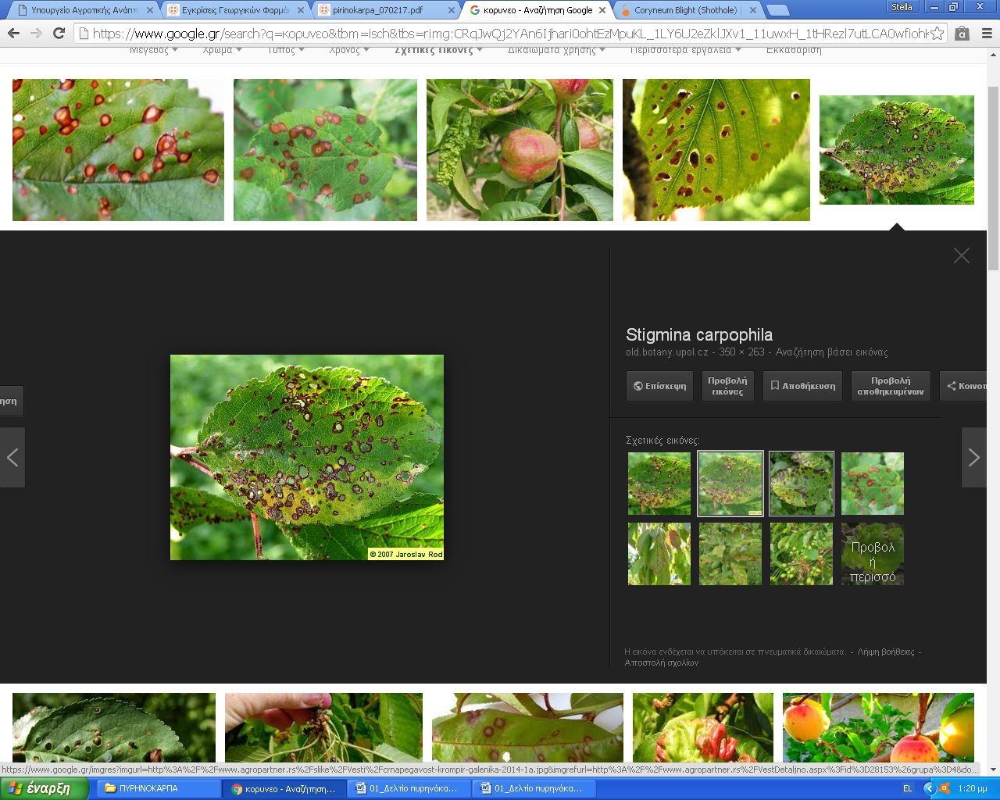 Υπουργείο Αγροτικής Ανάπτυ
Εγκρίσεις Γεωργικών Φαρμάκ
pirinokarpa_070217.pdf
κορυνεο - Αναζήτηση Google
Coryneum Blight (Shothole) |
Stella
https://www.google.gr/search?q=κορυνεο&tbm=isch&tbs=rimg:CRqJwQj2YAn6Ijhari0ohtEzMpuKL_1LY6U2eZklJXv1_11uwxH_1tHRezl7utLCA0wfiohk
Μέγεθος
Χρώμα
Τύπος
Χρόνος
Σχετικές εικόνες
Δικαιώματα χρήσης
Περισσότερα εργαλεία
Εκκαθάριση
Stigmina carpophila
old.botany.upol.cz - 350 × 263 - Αναζήτηση βάσει εικόνας
ηση
Επίσκεψη
Προβολή εικόνας
Αποθήκευση
Προβολή αποθηκευμένων
Κοινοπ
Σχετικές εικόνες:
© 2007 Jaroslav Rod
Προβολ
ή
περισσό
Η εικόνα ενδέχεται να υπόκειται σε πνευματικά δικαιώματα. - Λήψη βοήθειας -
Αποστολή σχολίων
https://www.google.gr/imgres?imgurl=http%3A%2F%2Fwww.agropartner.rs%2Fslike%2FVesti%2Fcrnapegavost-krompir-galenika-2014-1a.jpg&imgrefurl=http%3A%2F%2Fwww.agropartner.rs%2FVestDetaljno.aspx%3Fid%3D28153%26grupa%3D4&do...
έναρξη
ΠΥΡΗΝΟΚΑΡΠΑ
κορυνεο - Αναζήτηση...
01_Δελτίο πυρηνόκα...
01_Δελτίο πυρηνόκα...
EL
1:20 μμ